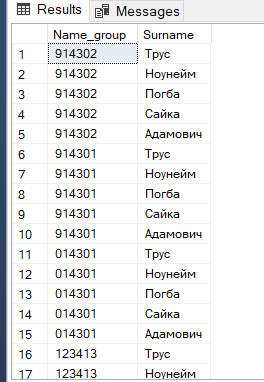 Results Messages
Name_group Surname
1 914302 Трус
2 914302 Ноунейм
3 914302 Погба
4 914302 Сайка
5 914302 Адамович
6 914301 Трус
7 914301 Ноунейм
8 914301 Погба
9 914301 Сайка
10 914301 Адамович
11 014301 Трус
12 014301 Ноунейм
13 014301 Погба
14 014301 Сайка
15 014301 Адамович
16 123413 Трус
17 123413 Ноунейм